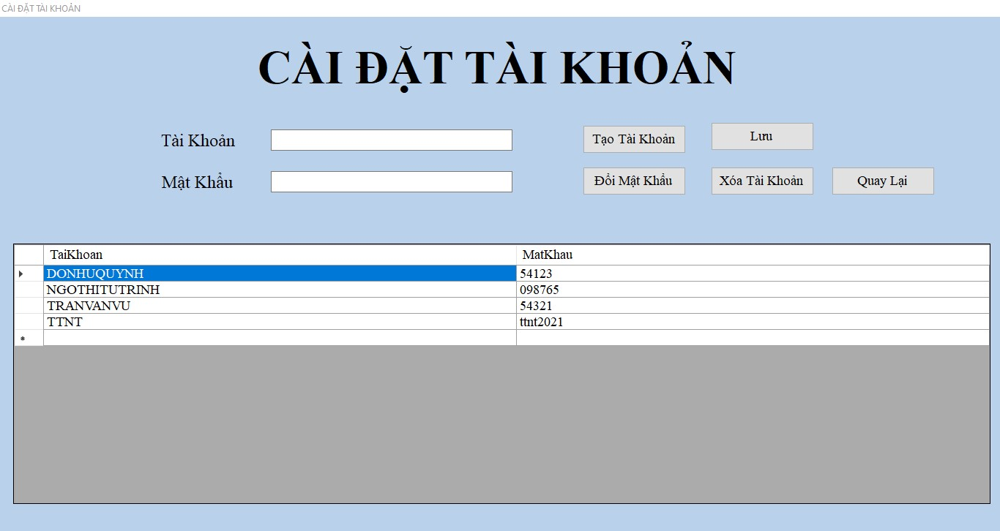 CÀI ĐẶT TÀI KHOẢN
CÀI ĐẶT TÀI KHOẢN
Tài Khoản
Tạo Tài Khoản
Lưu
Mật Khẩu
Đổi Mật Khẩu
Xóa Tài Khoản
Quay Lại
TaiKhoan MatKhau
DONHUQUYNH 54123
NGOTHITUTRINH 098765
TRANVANVU 54321
TTNT ttnt2021